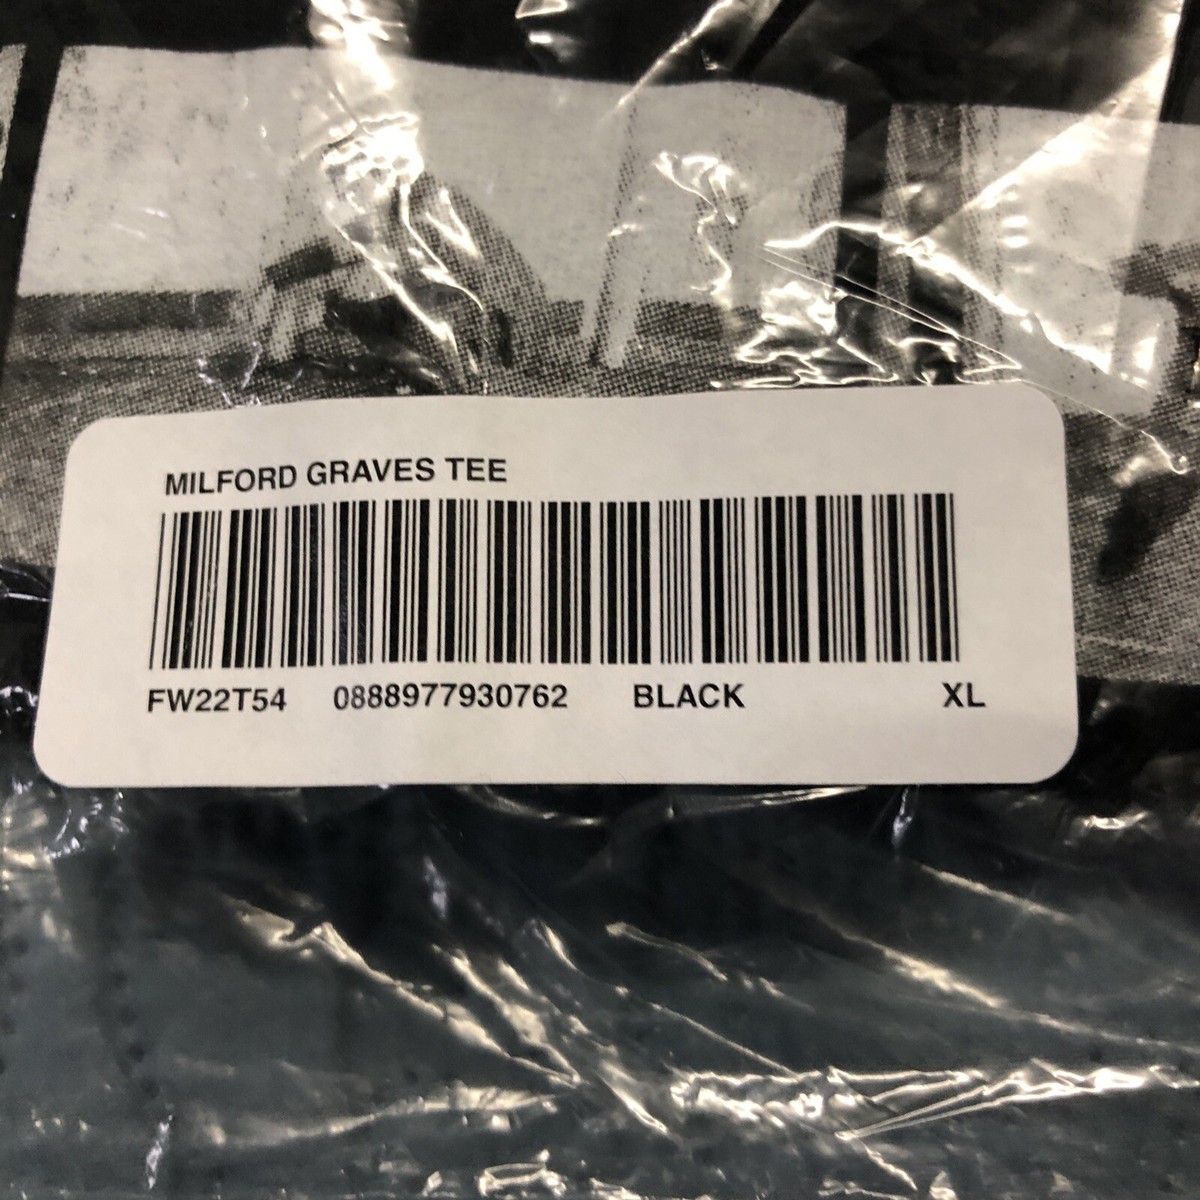 MILFORD GRAVES TEE
FW22T54 0888977930762 BLACK XL